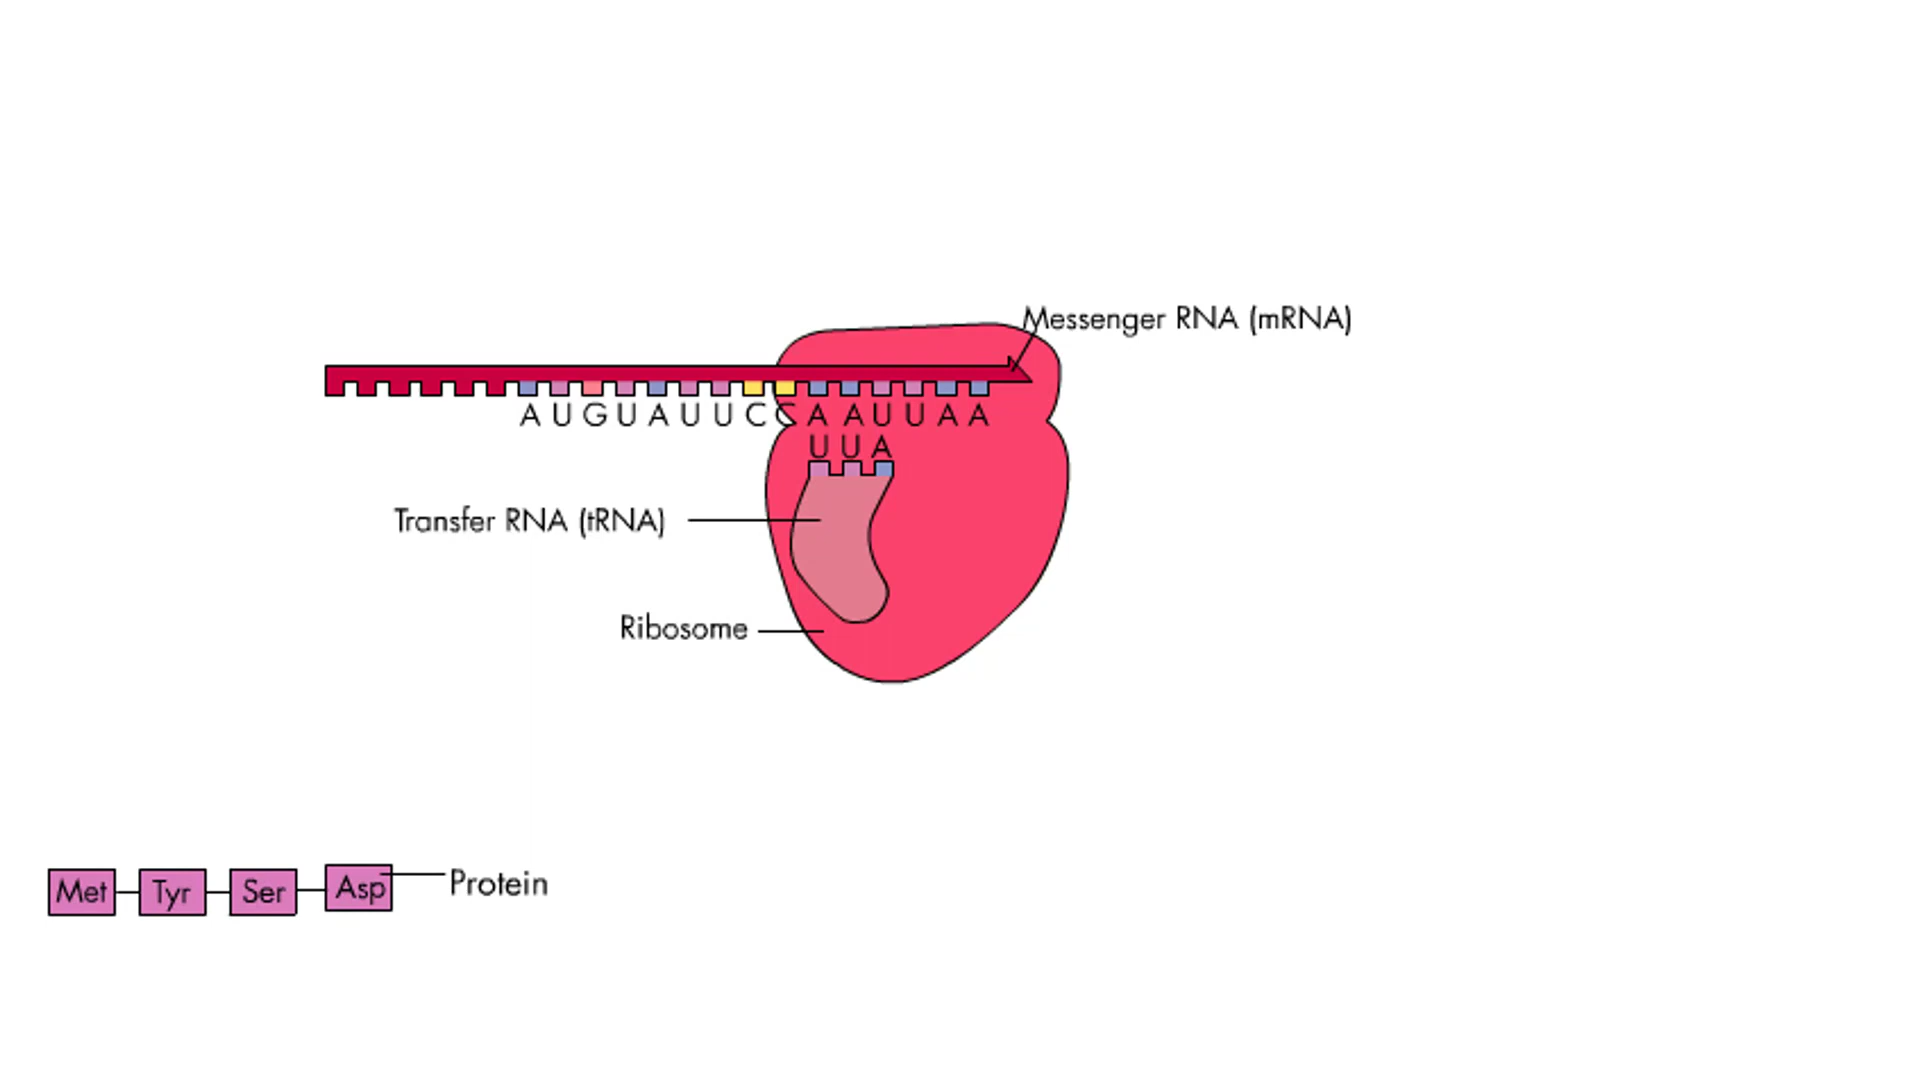 Messenger RNA (mRNA)
A U G U A U U C C A A U U A A
U U A
Transfer RNA (tRNA)
Ribosome
Met Tyr Ser Asp Protein